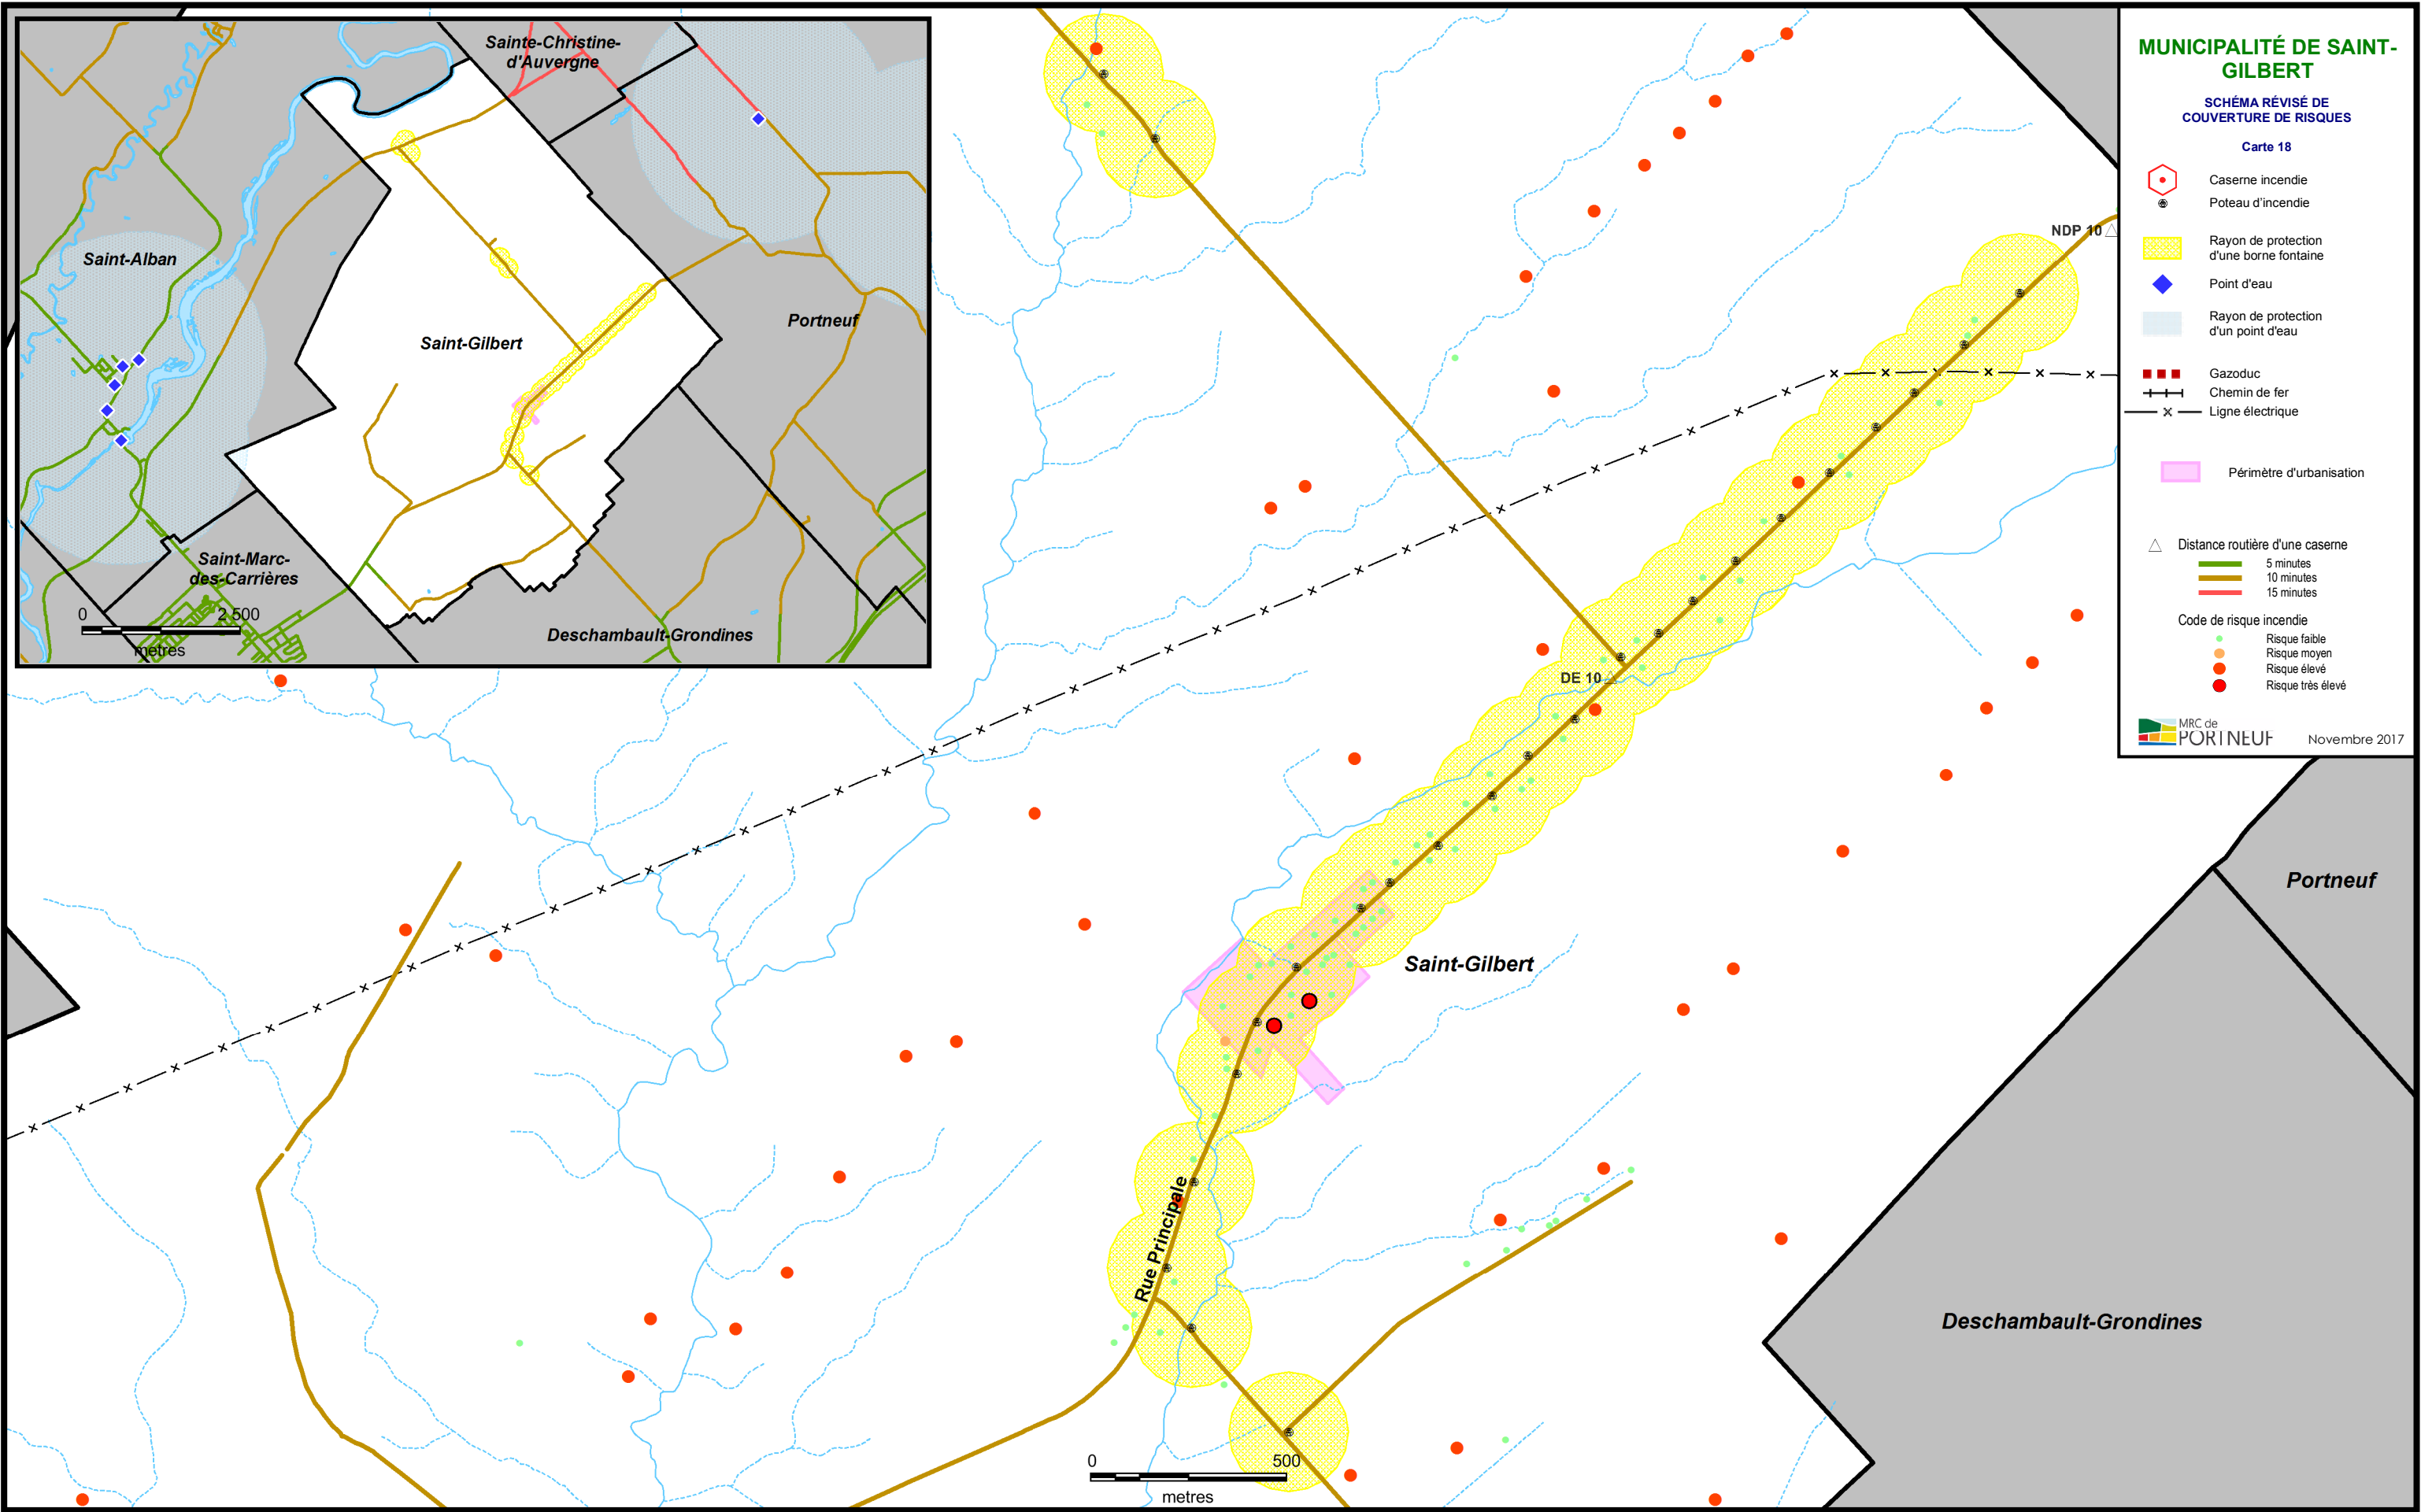 Sainte-Christine-
d'Auvergne
Saint-Alban
Saint-Gilbert
Portneuf
Saint-Marc-
des-Carrières
0 2 500
metres
Deschambault-Grondines
NDP 10
DE 10
Saint-Gilbert
Portneuf
Deschambault-Grondines
Rue Principale
0 500
metres
MUNICIPALITÉ DE SAINT-
GILBERT
SCHÉMA RÉVISÉ DE
COUVERTURE DE RISQUES
Carte 18
Caserne incendie
Poteau d'incendie
Rayon de protection
d'une borne fontaine
Point d'eau
Rayon de protection
d'un point d'eau
Gazoduc
Chemin de fer
Ligne électrique
Périmètre d'urbanisation
Distance routière d'une caserne
5 minutes
10 minutes
15 minutes
Code de risque incendie
Risque faible
Risque moyen
Risque élevé
Risque très élevé
MRC de
PORTNEUF
Novembre 2017